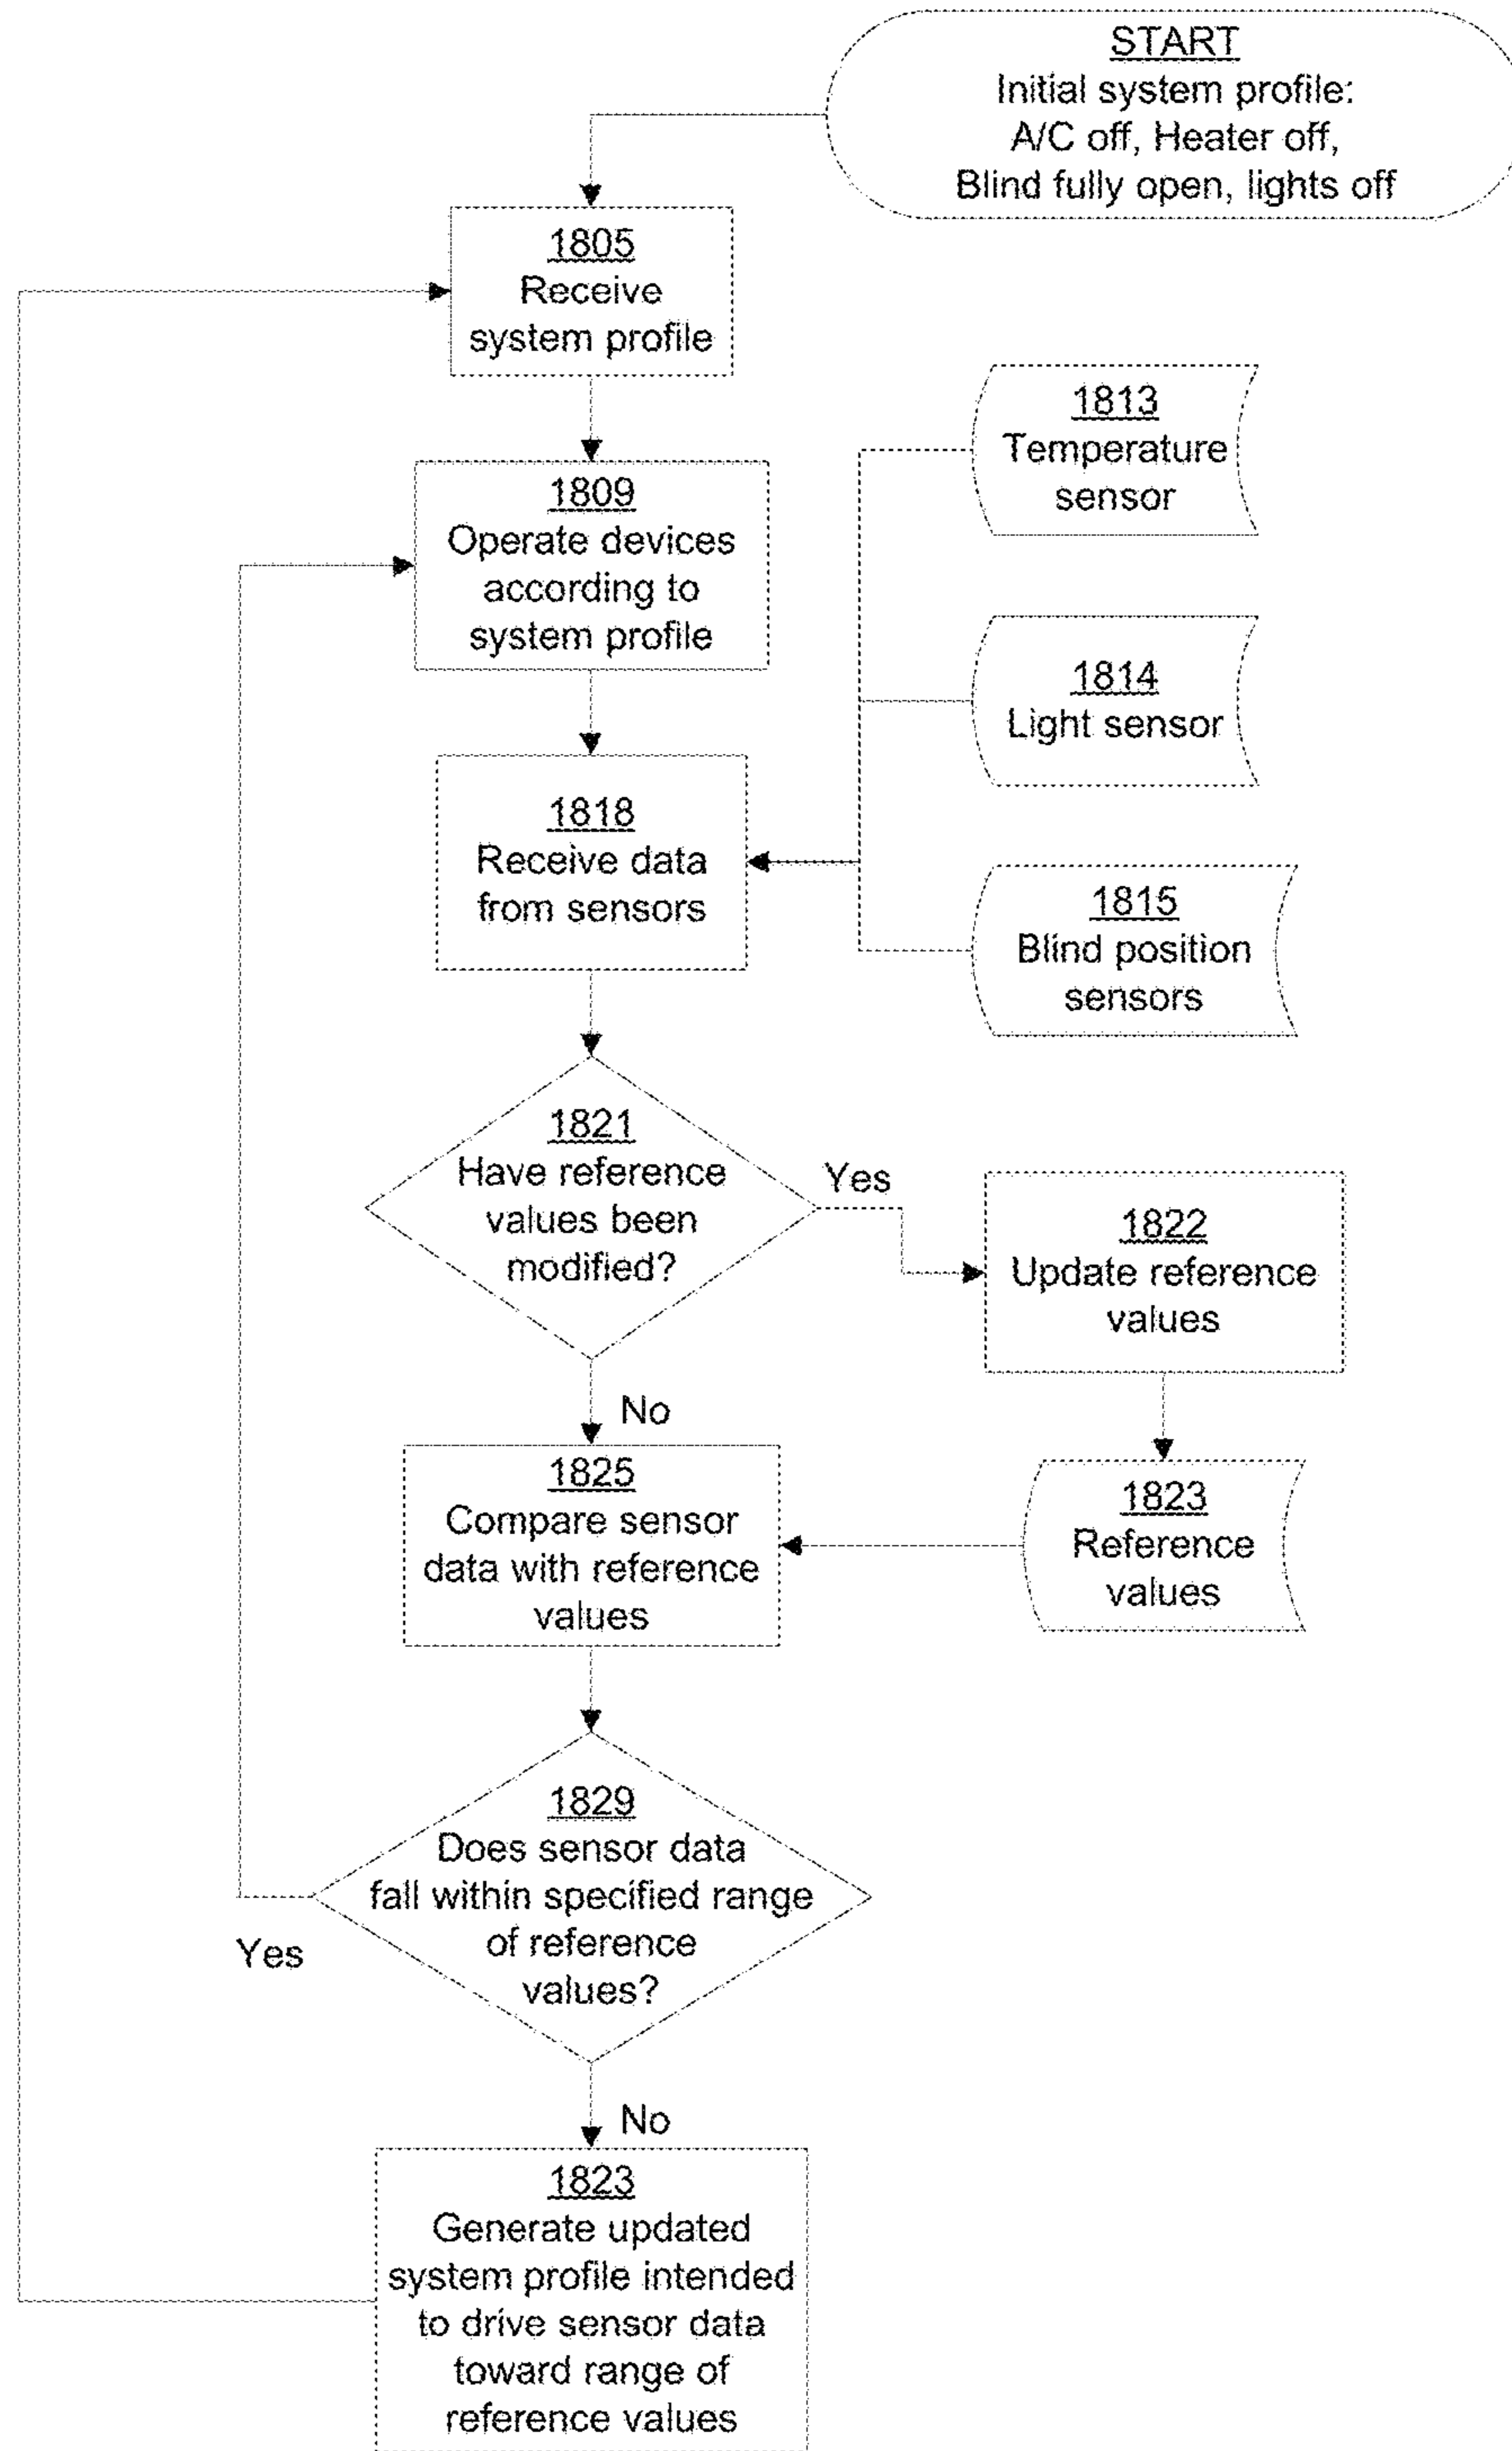 START
Initial system profile:
A/C off, Heater off,
Blind fully open, lights off
1805
Receive
system profile
1809
Operate devices
according to
system profile
1813
Temperature
sensor
1814
Light sensor
1818
Receive data
from sensors
1815
Blind position
sensors
1821
Have reference
values been
modified?
Yes
1822
Update reference
values
No
1825
Compare sensor
data with reference
values
1823
Reference
values
1829
Does sensor data
fall within specified range
of reference
values?
Yes
No
1823
Generate updated
system profile intended
to drive sensor data
toward range of
reference values